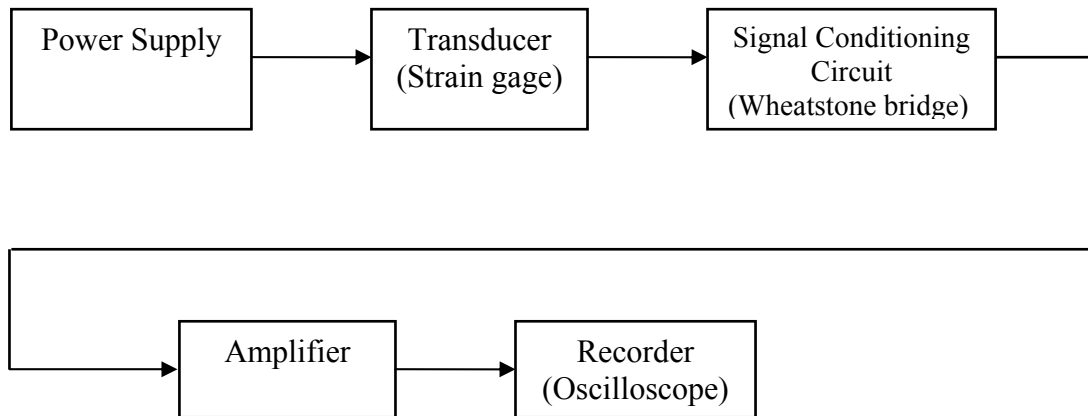 Power Supply
Transducer
(Strain gage)
Signal Conditioning
Circuit
(Wheatstone bridge)
Amplifier
Recorder
(Oscilloscope)